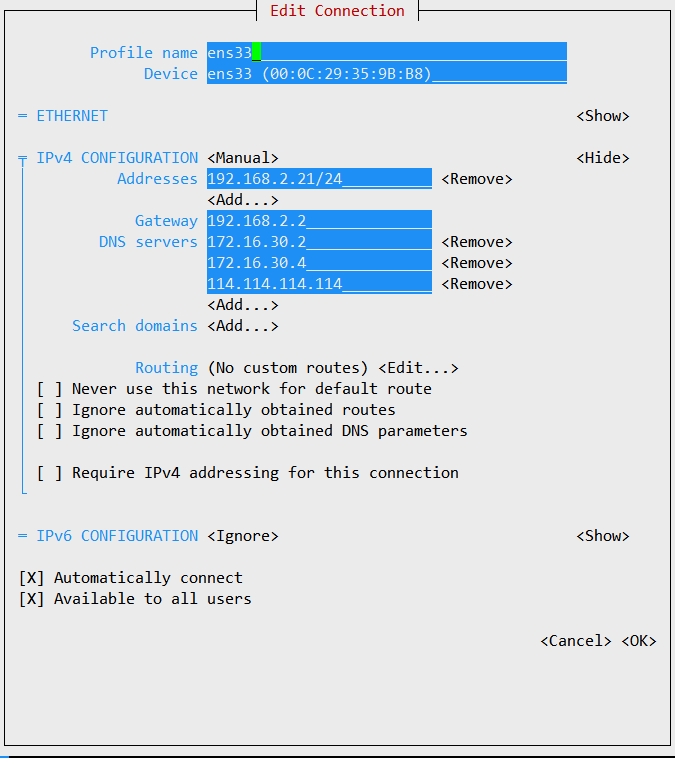 Edit Connection
Profile name ens33
Device ens33 (00:0C:29:35:9B:B8)
= ETHERNET <Show>
IPv4 CONFIGURATION <Manual> <Hide>
Addresses 192.168.2.21/24 <Remove>
<Add...>
Gateway 192.168.2.2
DNS servers 172.16.30.2 <Remove>
172.16.30.4 <Remove>
114.114.114.114 <Remove>
<Add...>
Search domains <Add...>
Routing (No custom routes) <Edit...>
[ ] Never use this network for default route
[ ] Ignore automatically obtained routes
[ ] Ignore automatically obtained DNS parameters
[ ] Require IPv4 addressing for this connection
= IPv6 CONFIGURATION <Ignore> <Show>
[X] Automatically connect
[X] Available to all users
<Cancel> <OK>